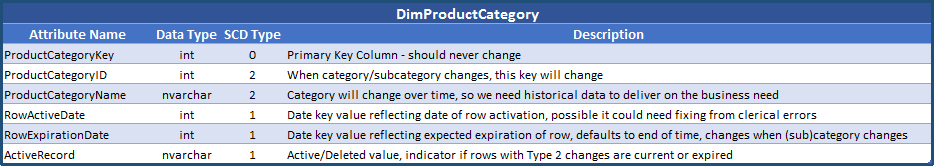 DimProductCategory
Attribute Name Data Type SCD Type Description
ProductCategoryKey int 0 Primary Key Column - should never change
ProductCategoryID int 2 When category/subcategory changes, this key will change
ProductCategoryName nvarchar 2 Category will change over time, so we need historical data to deliver on the business need
RowActiveDate int 1 Date key value reflecting date of row activation, possible it could need fixing from clerical errors
RowExpirationDate int 1 Date key value reflecting expected expiration of row, defaults to end of time, changes when (sub)category changes
ActiveRecord nvarchar 1 Active/Deleted value, indicator if rows with Type 2 changes are current or expired